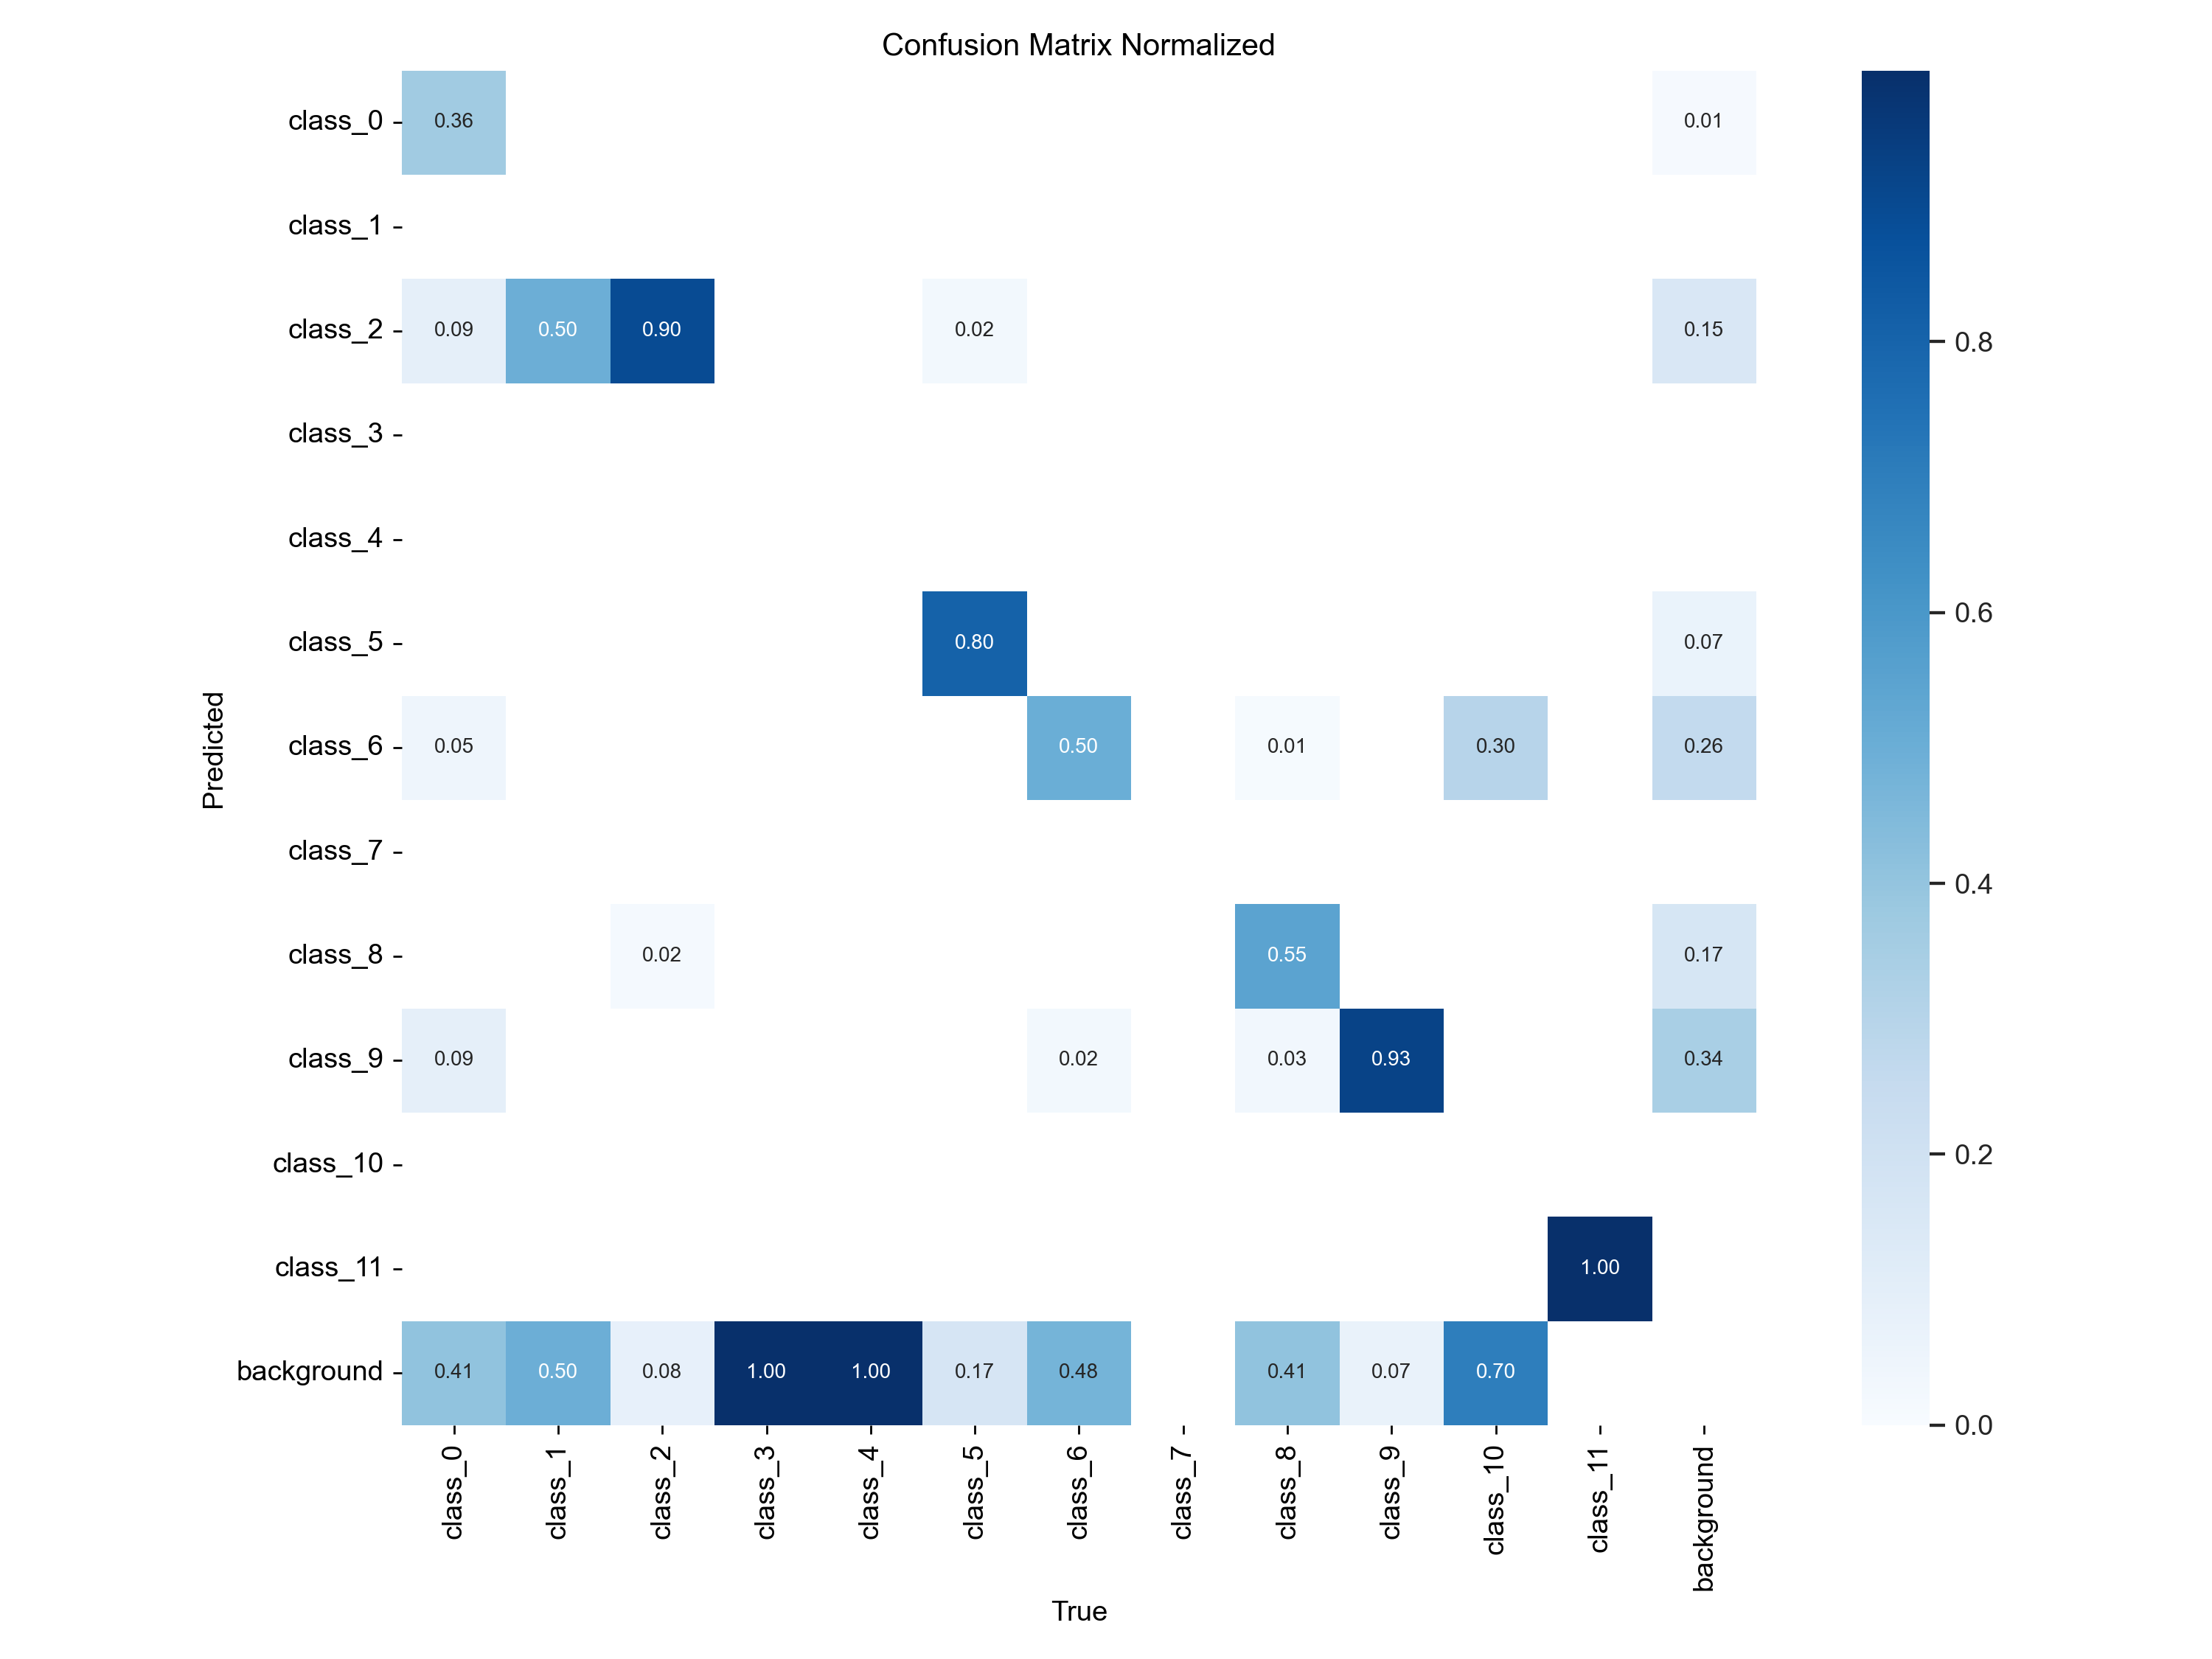 Confusion Matrix Normalized
class_0 0.36 0.01
class_1
class_2 0.09 0.50 0.90 0.02 0.15
class_3
class_4
class_5 0.80 0.07
class_6 0.05 0.50 0.01 0.30 0.26
class_7
class_8 0.02 0.55 0.17
class_9 0.09 0.02 0.03 0.93 0.34
class_10
class_11 1.00
background 0.41 0.50 0.08 1.00 1.00 0.17 0.48 0.41 0.07 0.70
Predicted
class_0 class_1 class_2 class_3 class_4 class_5 class_6 class_7 class_8 class_9 class_10 class_11 background
True
0.8
0.6
0.4
0.2
0.0